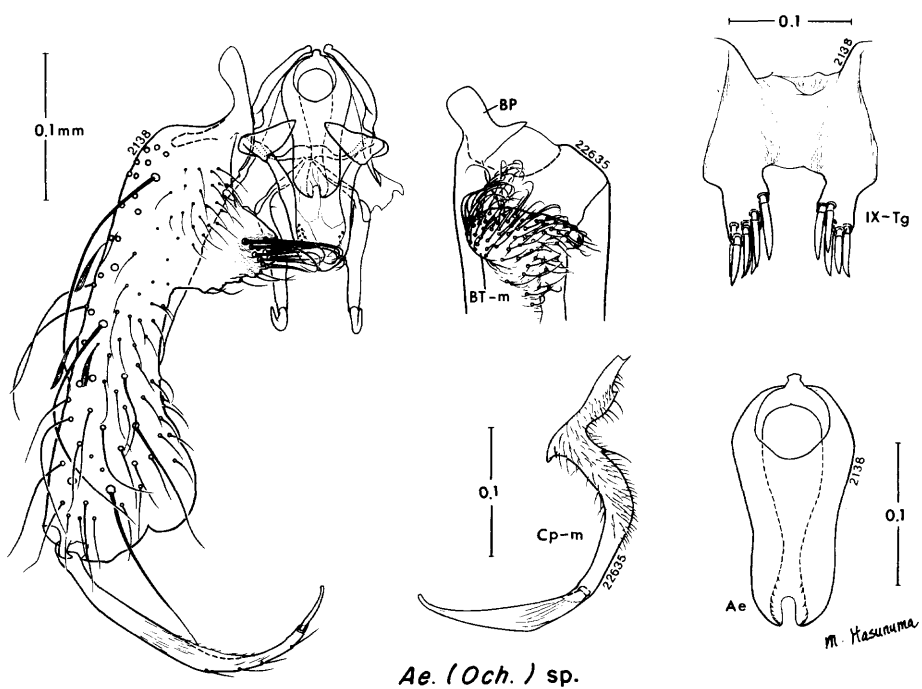 0.1mm
2138
BP
22635
BT-m
0.1
2138
IX-Tg
0.1
Cp-m
22635
2138
0.1
Ae
M. Hasunuma
Ae. (Och.) sp.